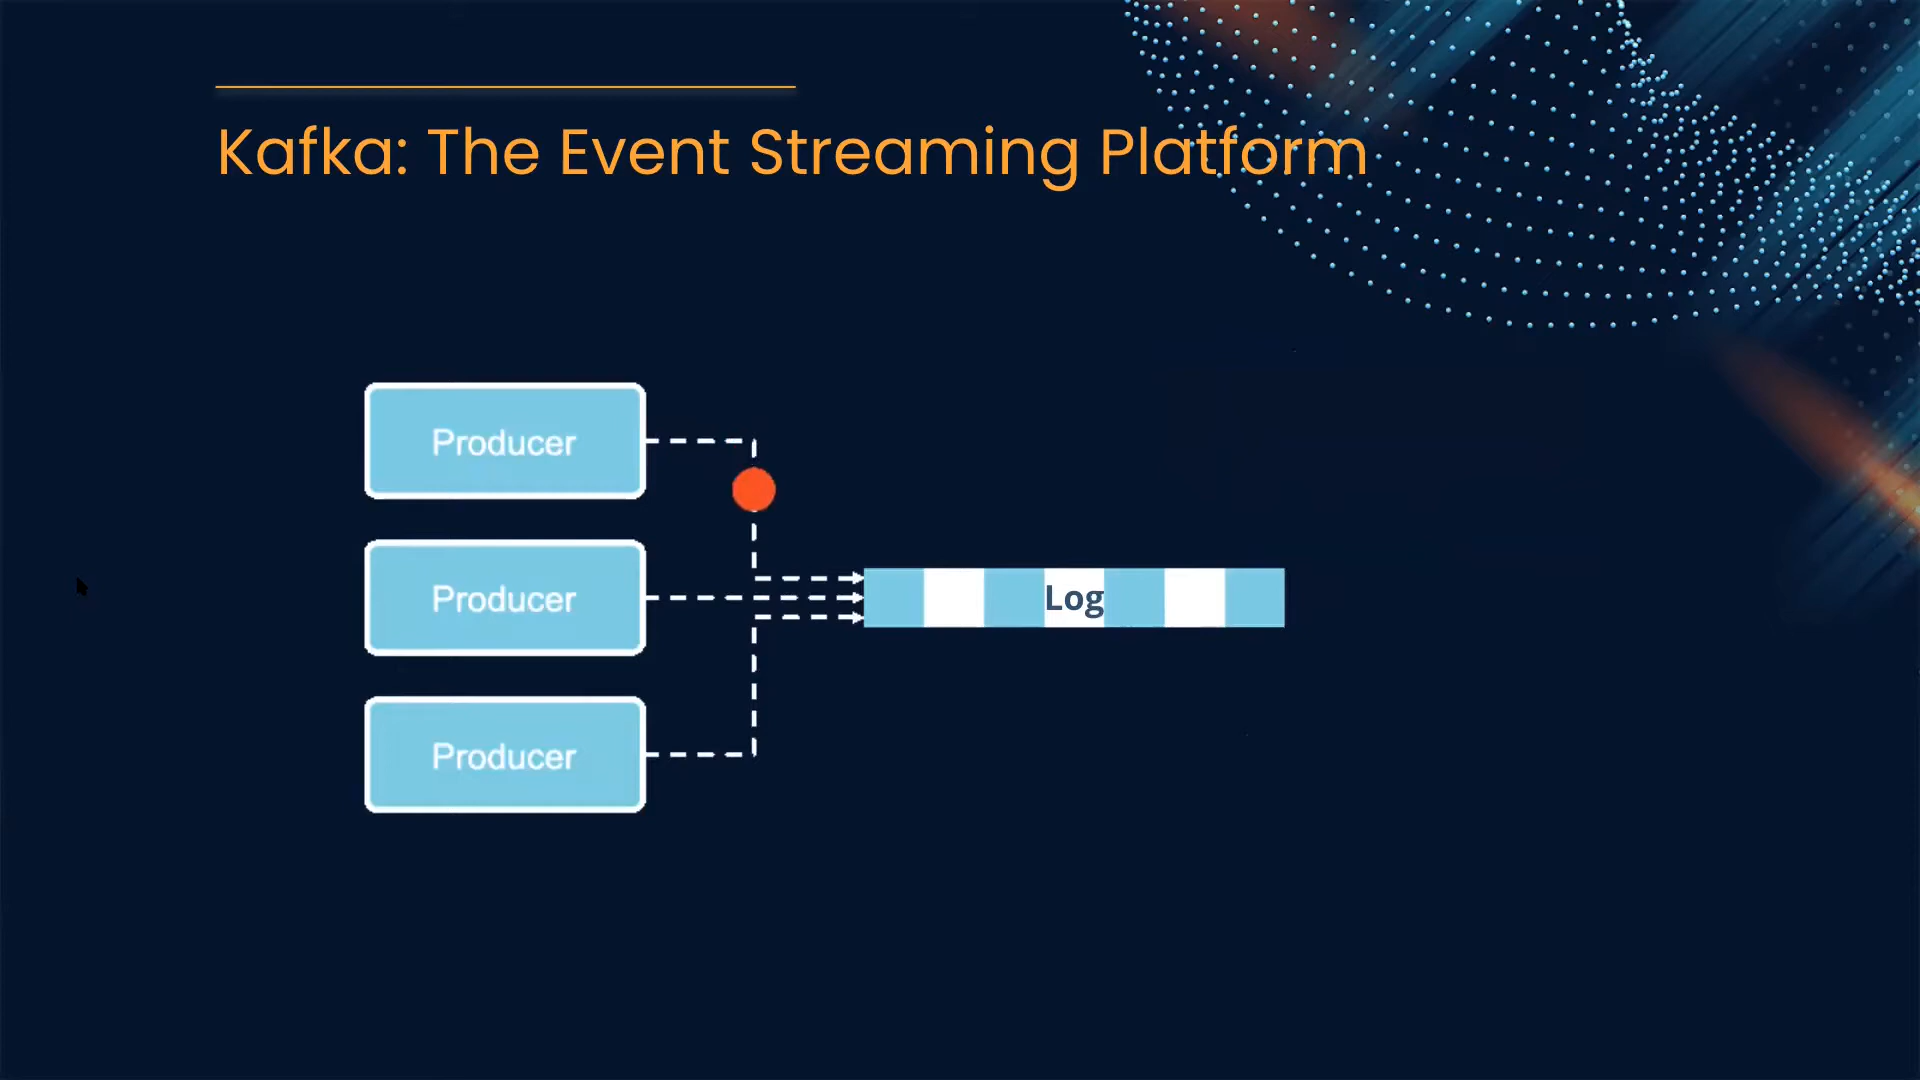 Kafka: The Event Streaming Platform
Producer
Producer
Log
Producer